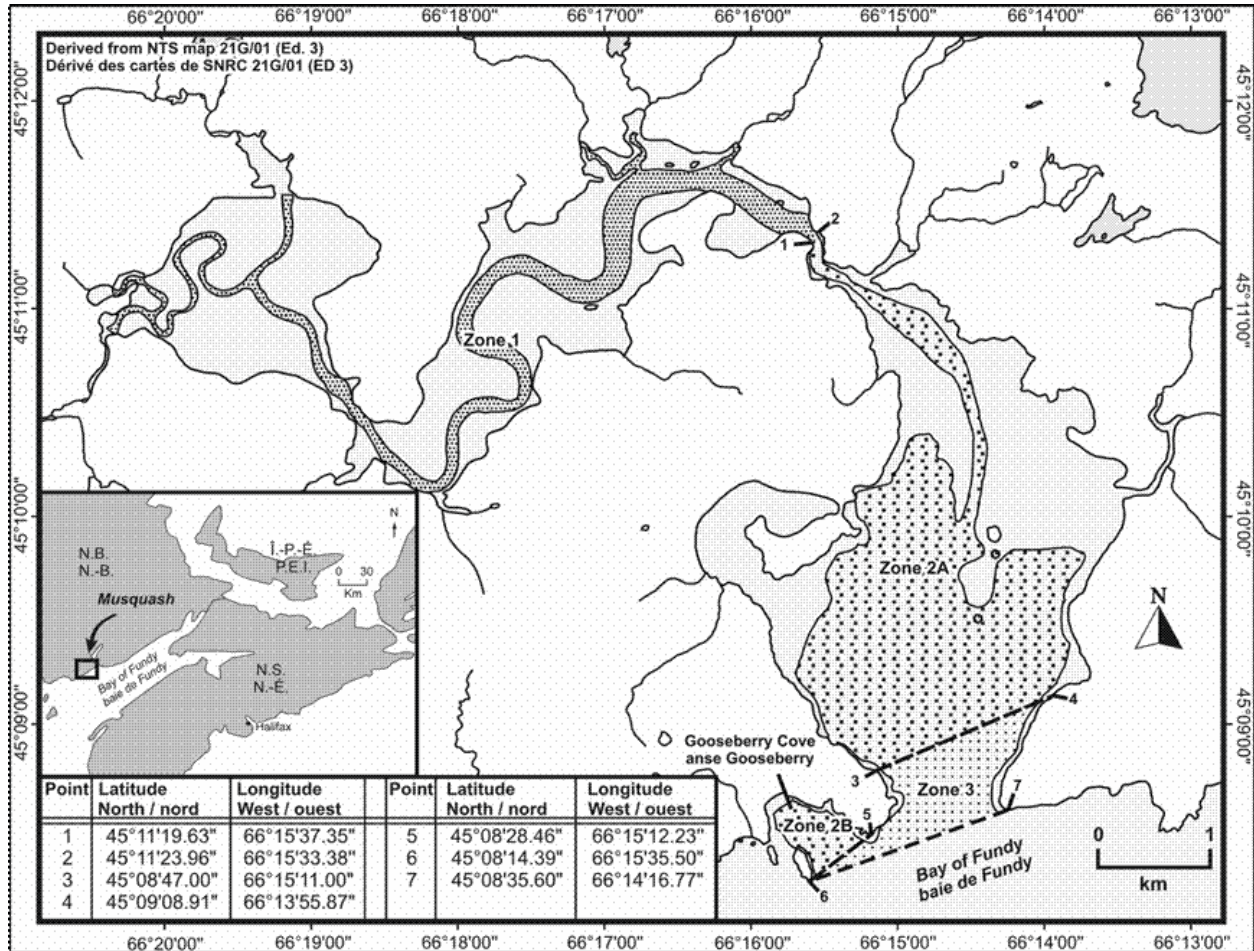 66°20'00" 66°19'00" 66°18'00" 66°17'00" 66°16'00" 66°15'00" 66°14'00" 66°13'00"
Derived from NTS map 21G/01 (Ed. 3)
Dérivé des cartes de SNRC 21G/01 (ED 3)
45°12'00"
45°12'00"
2
1
45°11'00"
45°11'00"
Zone 1
45°10'00"
45°10'00"
Zone 2A
N
N.B.
N.-B.
Musquash
Î.-P.-É.
P.E.I.
N
0 30
Km
Bay of Fundy
baie de Fundy
N.S.
N.-É.
Halifax
45°09'00"
45°09'00"
4
Gooseberry Cove
anse Gooseberry
3
Zone 3
7
5
Zone 2B
6
Bay of Fundy
baie de Fundy
0 1
km
Point Latitude Longitude Point Latitude Longitude
North / nord West / ouest North / nord West / ouest
1 45°11'19.63" 66°15'37.35" 5 45°08'28.46" 66°15'12.23"
2 45°11'23.96" 66°15'33.38" 6 45°08'14.39" 66°15'35.50"
3 45°08'47.00" 66°15'11.00" 7 45°08'35.60" 66°14'16.77"
4 45°09'08.91" 66°13'55.87"
66°20'00" 66°19'00" 66°18'00" 66°17'00" 66°16'00" 66°15'00" 66°14'00" 66°13'00"